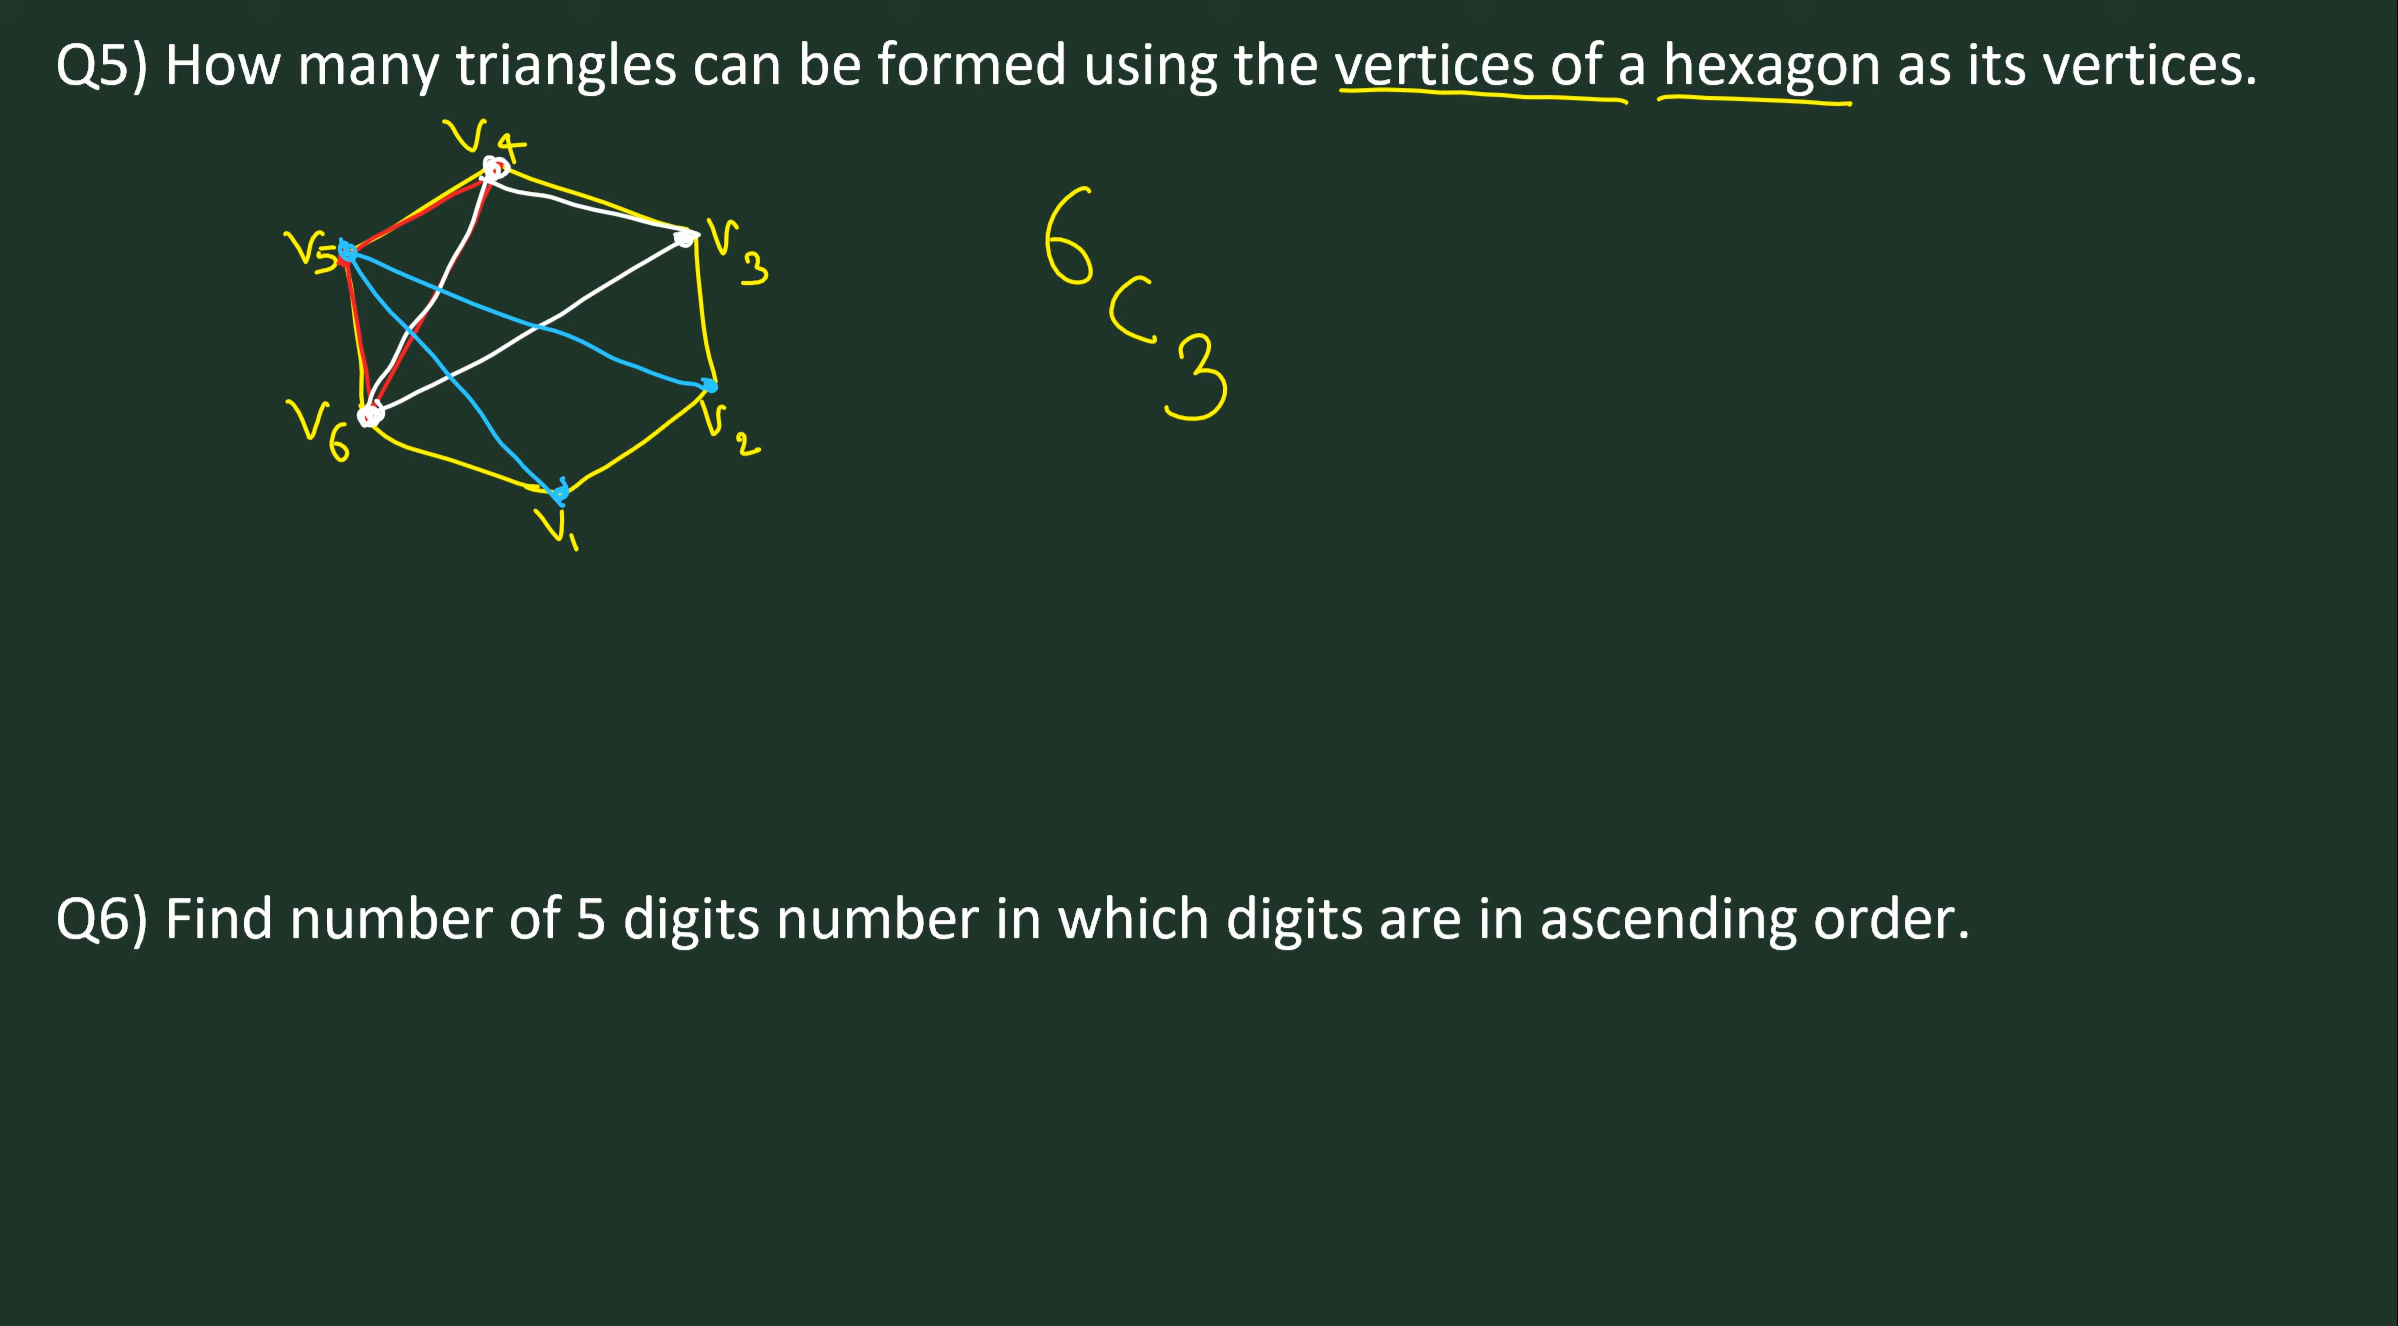 Q5) How many triangles can be formed using the vertices of a hexagon as its vertices.
V4
V5
V3
6C3
V6
V2
V1
Q6) Find number of 5 digits number in which digits are in ascending order.